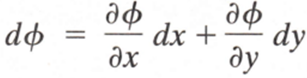 dϕ = ∂ϕ/∂x dx + ∂ϕ/∂y dy